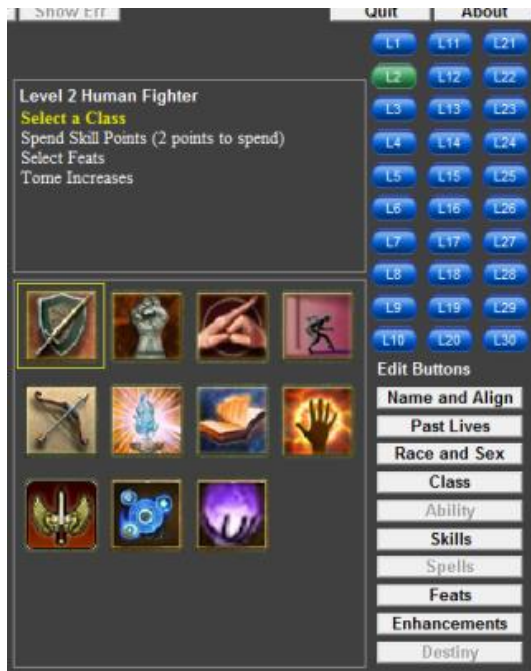 Show Err
Quit About
Level 2 Human Fighter
Select a Class
Spend Skill Points (2 points to spend)
Select Feats
Tome Increases
L1 L11 L21
L2 L12 L22
L3 L13 L23
L4 L14 L24
L5 L15 L25
L6 L16 L26
L7 L17 L27
L8 L18 L28
L9 L19 L29
L10 L20 L30
Edit Buttons
Name and Align
Past Lives
Race and Sex
Class
Ability
Skills
Spells
Feats
Enhancements
Destiny